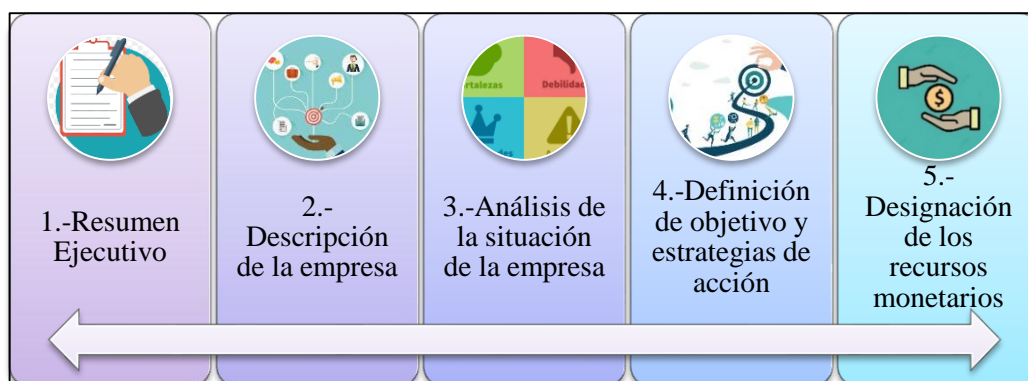 1.-Resumen
Ejecutivo
2.-
Descripción
de la empresa
Debilidad
3.-Análisis de
la situación
de la empresa
4.-Definición
de objetivo y
estrategias de
acción
5.-
Designación
de los
recursos
monetarios
$